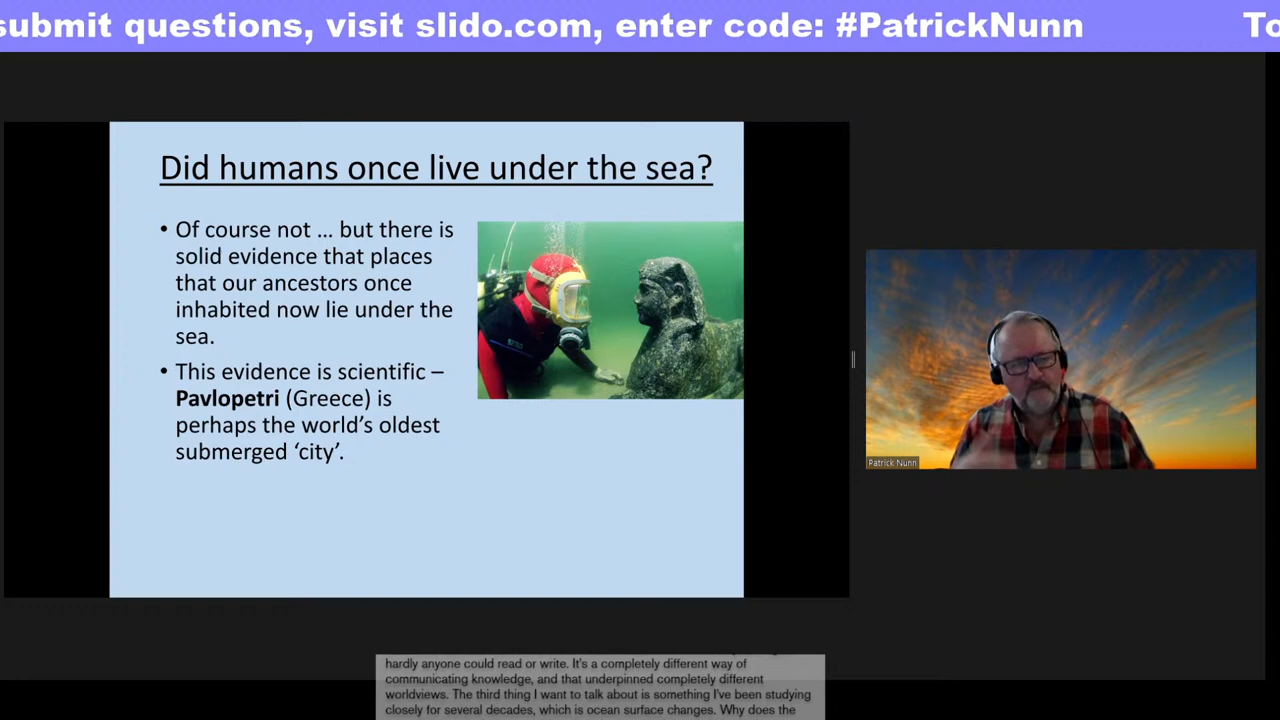 submit questions, visit slido.com, enter code: #PatrickNunn To
Did humans once live under the sea?
• Of course not … but there is
solid evidence that places
that our ancestors once
inhabited now lie under the
sea.
• This evidence is scientific –
Pavlopetri (Greece) is
perhaps the world's oldest
submerged 'city'.
Patrick Nunn
hardly anyone could read or write. It's a completely different way of
communicating knowledge, and that underpinned completely different
worldviews. The third thing I want to talk about is something I've been studying
closely for several decades, which is ocean surface changes. Why does the